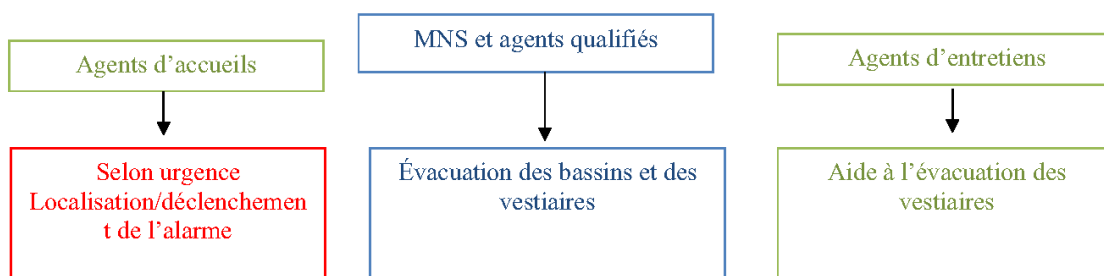 MNS et agents qualifiés
Agents d’accueils
Agents d’entretiens
Selon urgence
Localisation/déclenchemen
t de l’alarme
Évacuation des bassins et des
vestiaires
Aide à l’évacuation des
vestiaires